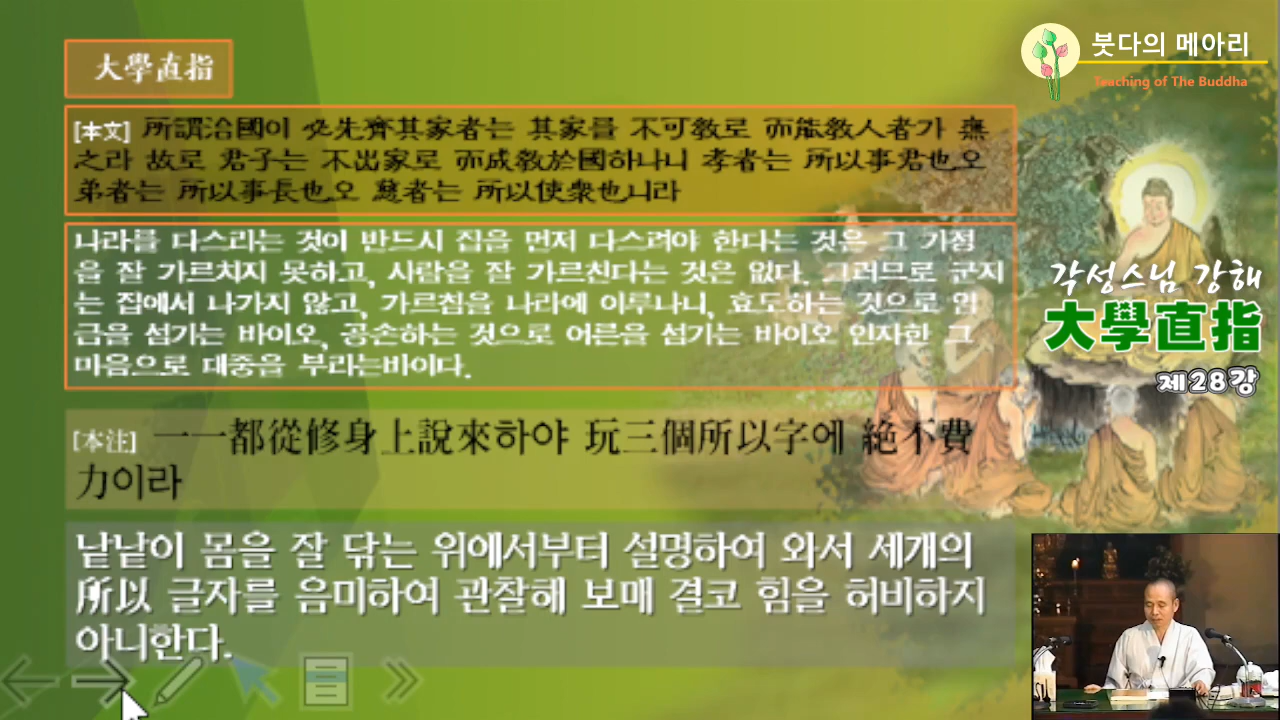 붓다의 메아리
Teaching of The Buddha
大學直指
[本文] 所謂治國이 必先齊其家者는 其家를 不可敎로 而能敎人者가 無
之라 故로 君子는 不出家로 而成敎於國하나니 孝者는 所以事君也오
弟者는 所以事長也오 慈者는 所以使衆也니라
나라를 다스리는 것이 반드시 집을 먼저 다스려야 한다는 것은 그 가정
을 잘 가르치지 못하고, 사람을 잘 가르친다는 것은 없다. 그러므로 군자
는 집에서 나가지 않고, 가르침을 나라에 이루나니, 효도하는 것으로 임
금을 섬기는 바이오, 공손하는 것으로 어른을 섬기는 바이오 인자한 그
마음으로 대중을 부리는바이다.
[本注] 一一都從修身上說來하야 玩三個所以字에 絶不費
力이라
낱낱이 몸을 잘 닦는 위에서부터 설명하여 와서 세개의
所以 글자를 음미하여 관찰해 보매 결코 힘을 허비하지
아니한다.
각성스님 강해
大學直指
제28강